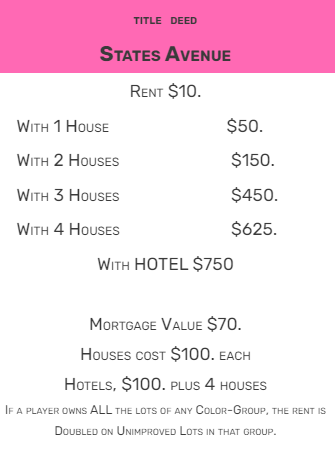 TITLE DEED
STATES AVENUE
RENT $10.
WITH 1 HOUSE $50.
WITH 2 HOUSES $150.
WITH 3 HOUSES $450.
WITH 4 HOUSES $625.
WITH HOTEL $750
MORTGAGE VALUE $70.
HOUSES COST $100. EACH
HOTELS, $100. PLUS 4 HOUSES
IF A PLAYER OWNS ALL THE LOTS OF ANY COLOR-GROUP, THE RENT IS
DOUBLED ON UNIMPROVED LOTS IN THAT GROUP.